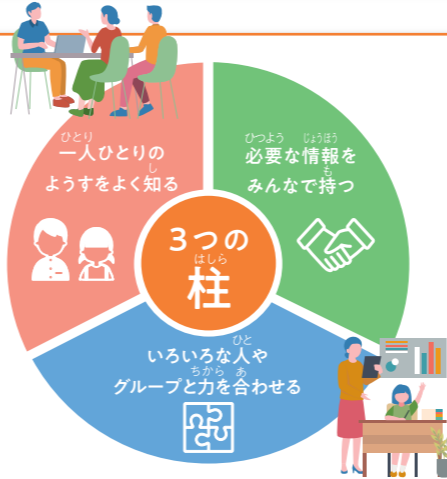 ひとり
一人ひとりの
し
ようすをよく知る
ひつよう じょうほう
必要な情報を
も
みんなで持つ
3つの
はしら
柱
ひと
いろいろな人や
ちから あ
グループと力を合わせる